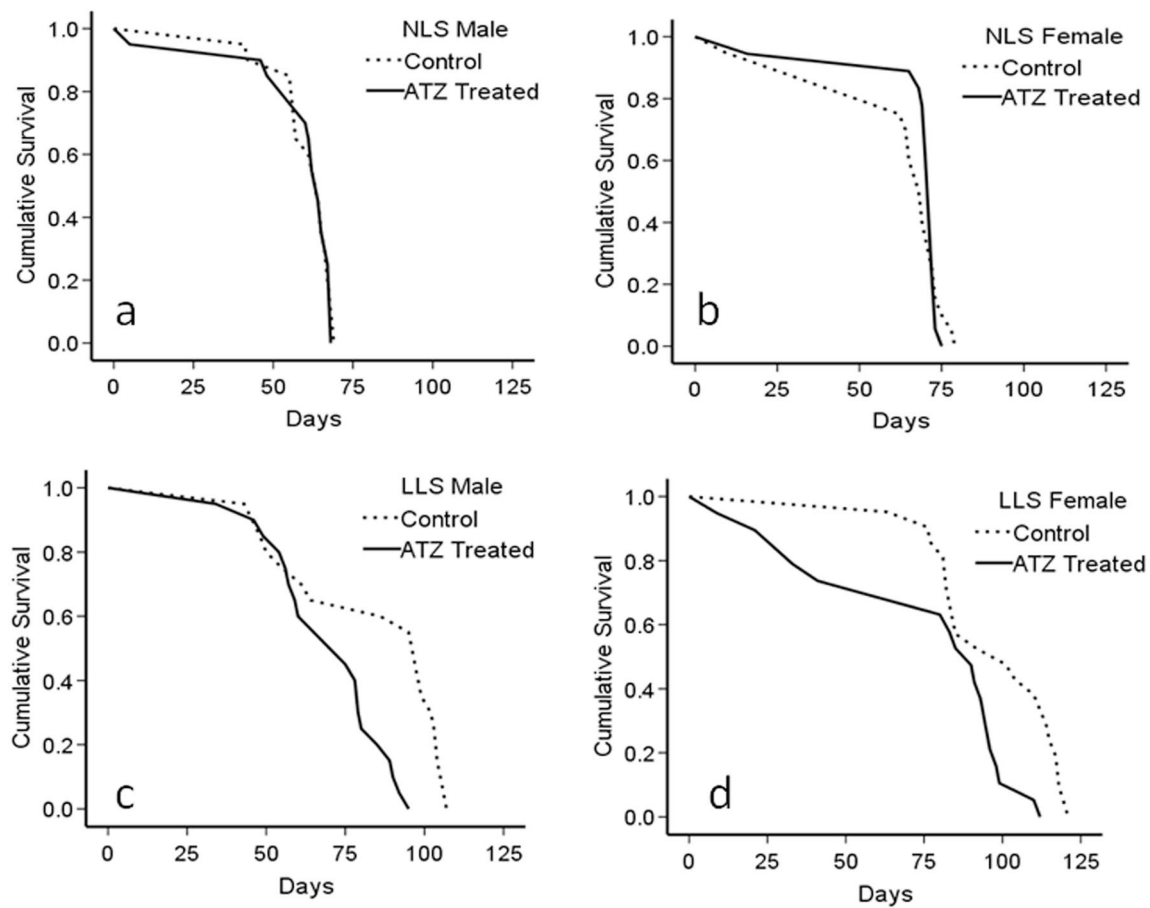 NLS Male
Control
ATZ Treated
1.0
0.8
0.6
0.4
0.2
0.0
Cumulative Survival
a
0 25 50 75 100 125
Days
NLS Female
Control
ATZ Treated
1.0
0.8
0.6
0.4
0.2
0.0
Cumulative Survival
b
0 25 50 75 100 125
Days
LLS Male
Control
ATZ Treated
1.0
0.8
0.6
0.4
0.2
0.0
Cumulative Survival
c
0 25 50 75 100 125
Days
LLS Female
Control
ATZ Treated
1.0
0.8
0.6
0.4
0.2
0.0
Cumulative Survival
d
0 25 50 75 100 125
Days